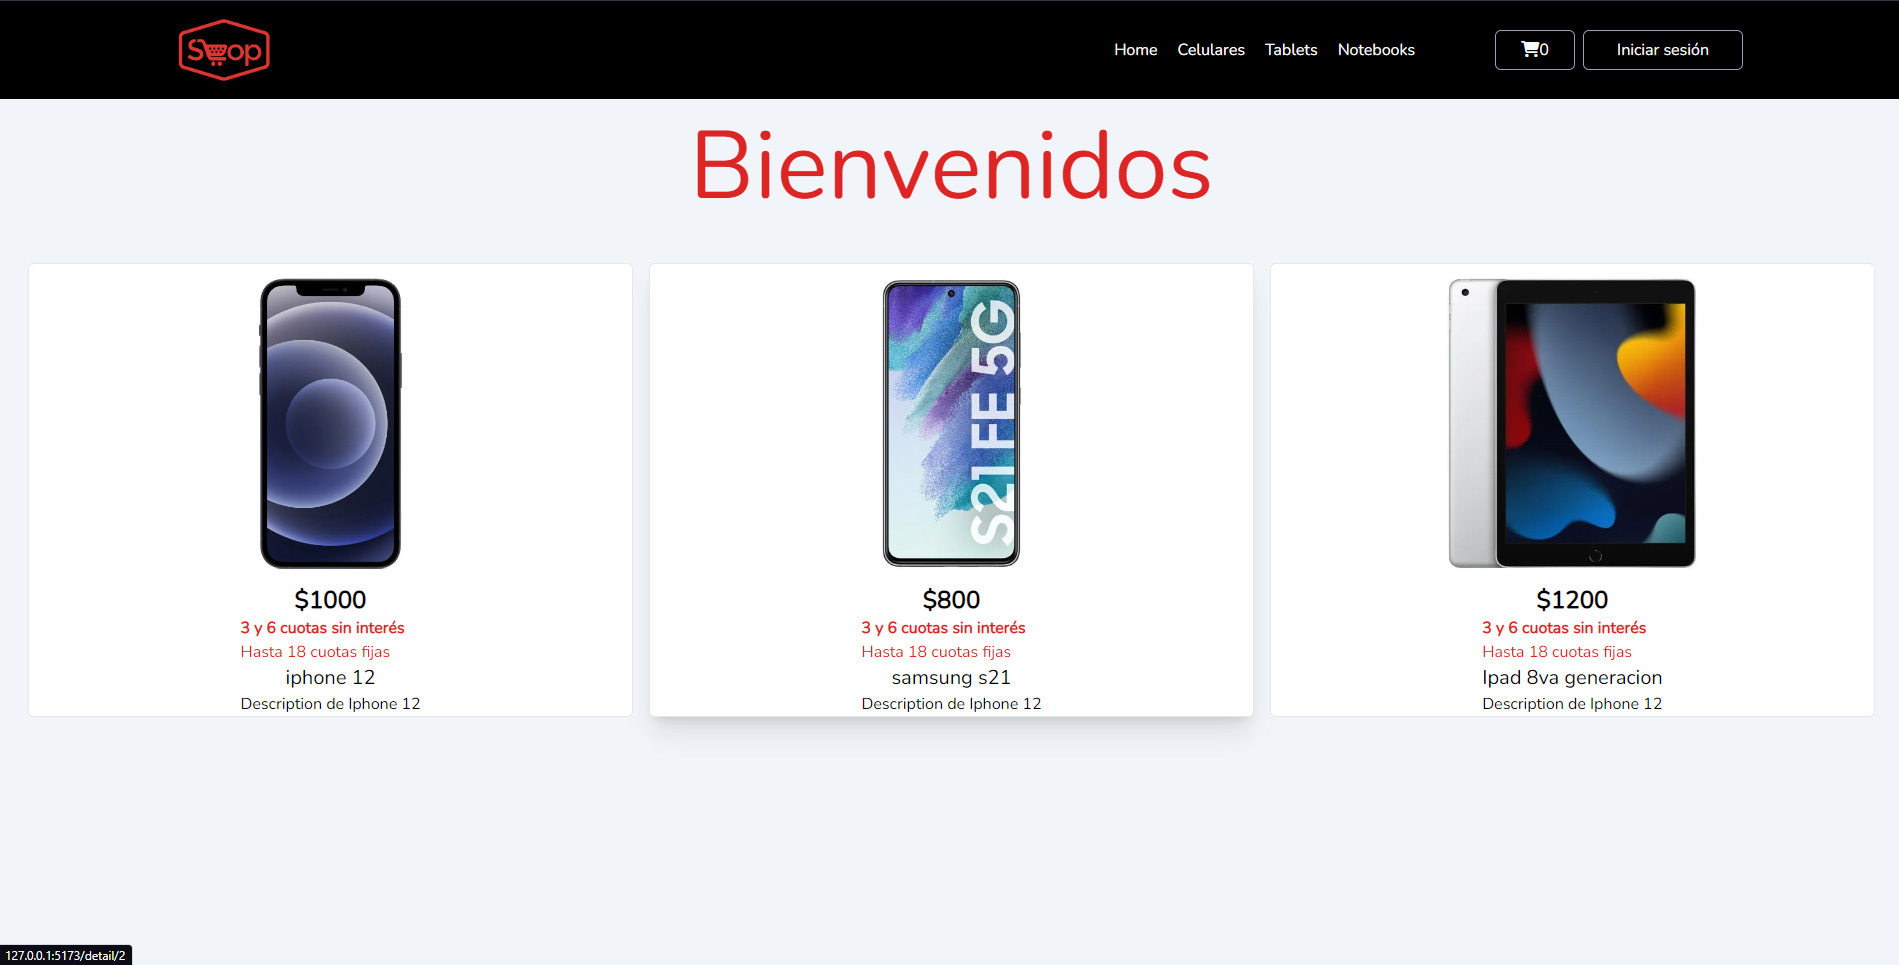 Shop
Home Celulares Tablets Notebooks 0 Iniciar sesión
Bienvenidos
S21 FE 5G
$1000
3 y 6 cuotas sin interés
Hasta 18 cuotas fijas
iphone 12
Description de Iphone 12
$800
3 y 6 cuotas sin interés
Hasta 18 cuotas fijas
samsung s21
Description de Iphone 12
$1200
3 y 6 cuotas sin interés
Hasta 18 cuotas fijas
Ipad 8va generacion
Description de Iphone 12
127.0.0.1:5173/detail/2